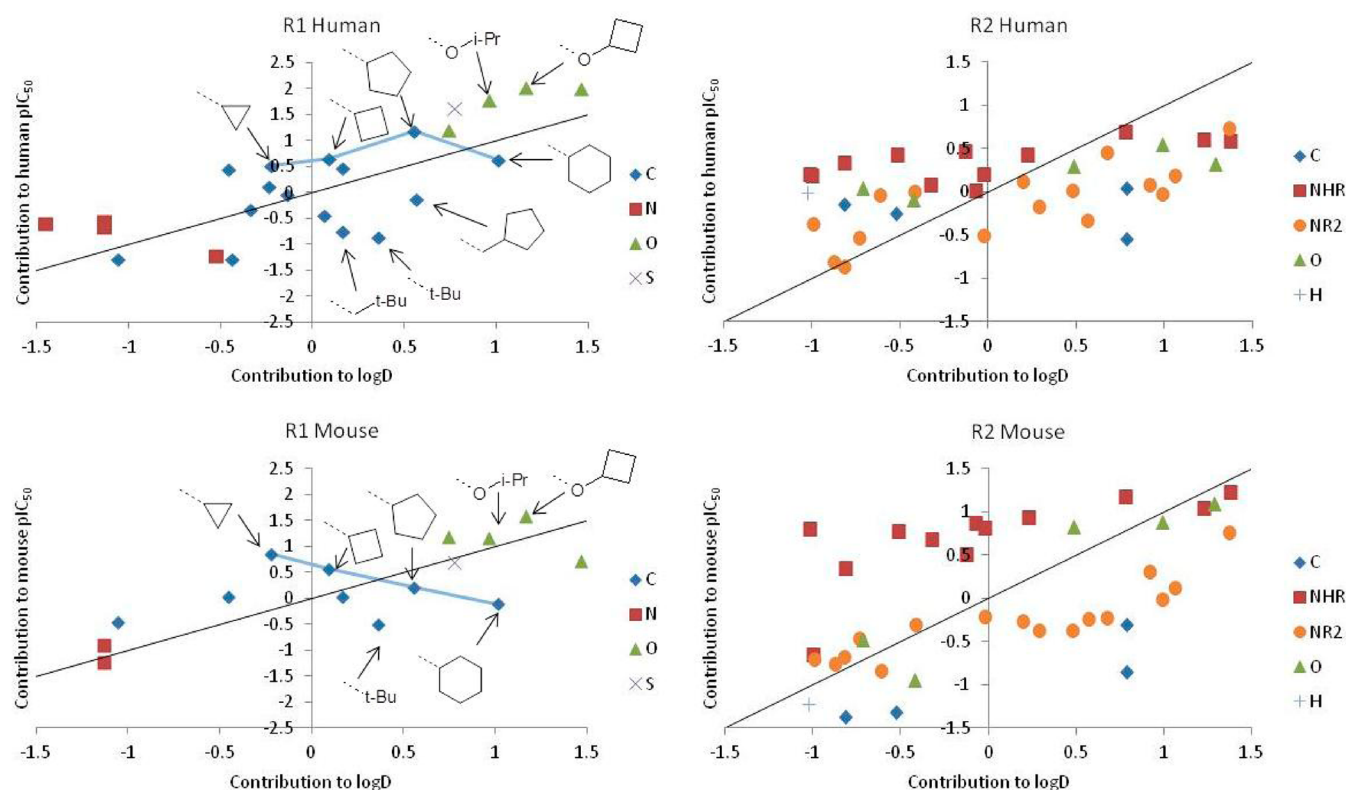 R1 Human
Contribution to human pIC50
2.5
2
1.5
1
0.5
0
-0.5
-1
-1.5
-2
-2.5
-1.5 -1 -0.5 0 0.5 1 1.5
Contribution to logD
O i-Pr
O
t-Bu
t-Bu
C
N
O
S
R2 Human
Contribution to human pIC50
1.5
1
0.5
0
-0.5
-1
-1.5
-1.5 -1 -0.5 0 0.5 1 1.5
Contribution to logD
C
NHR
NR2
O
H
R1 Mouse
Contribution to mouse pIC50
2.5
2
1.5
1
0.5
0
-0.5
-1
-1.5
-2
-2.5
-1.5 -1 -0.5 0 0.5 1 1.5
Contribution to logD
O i-Pr
O
t-Bu
C
N
O
S
R2 Mouse
Contribution to mouse pIC50
1.5
1
0.5
0
-0.5
-1
-1.5
-1.5 -1 -0.5 0 0.5 1 1.5
Contribution to logD
C
NHR
NR2
O
H